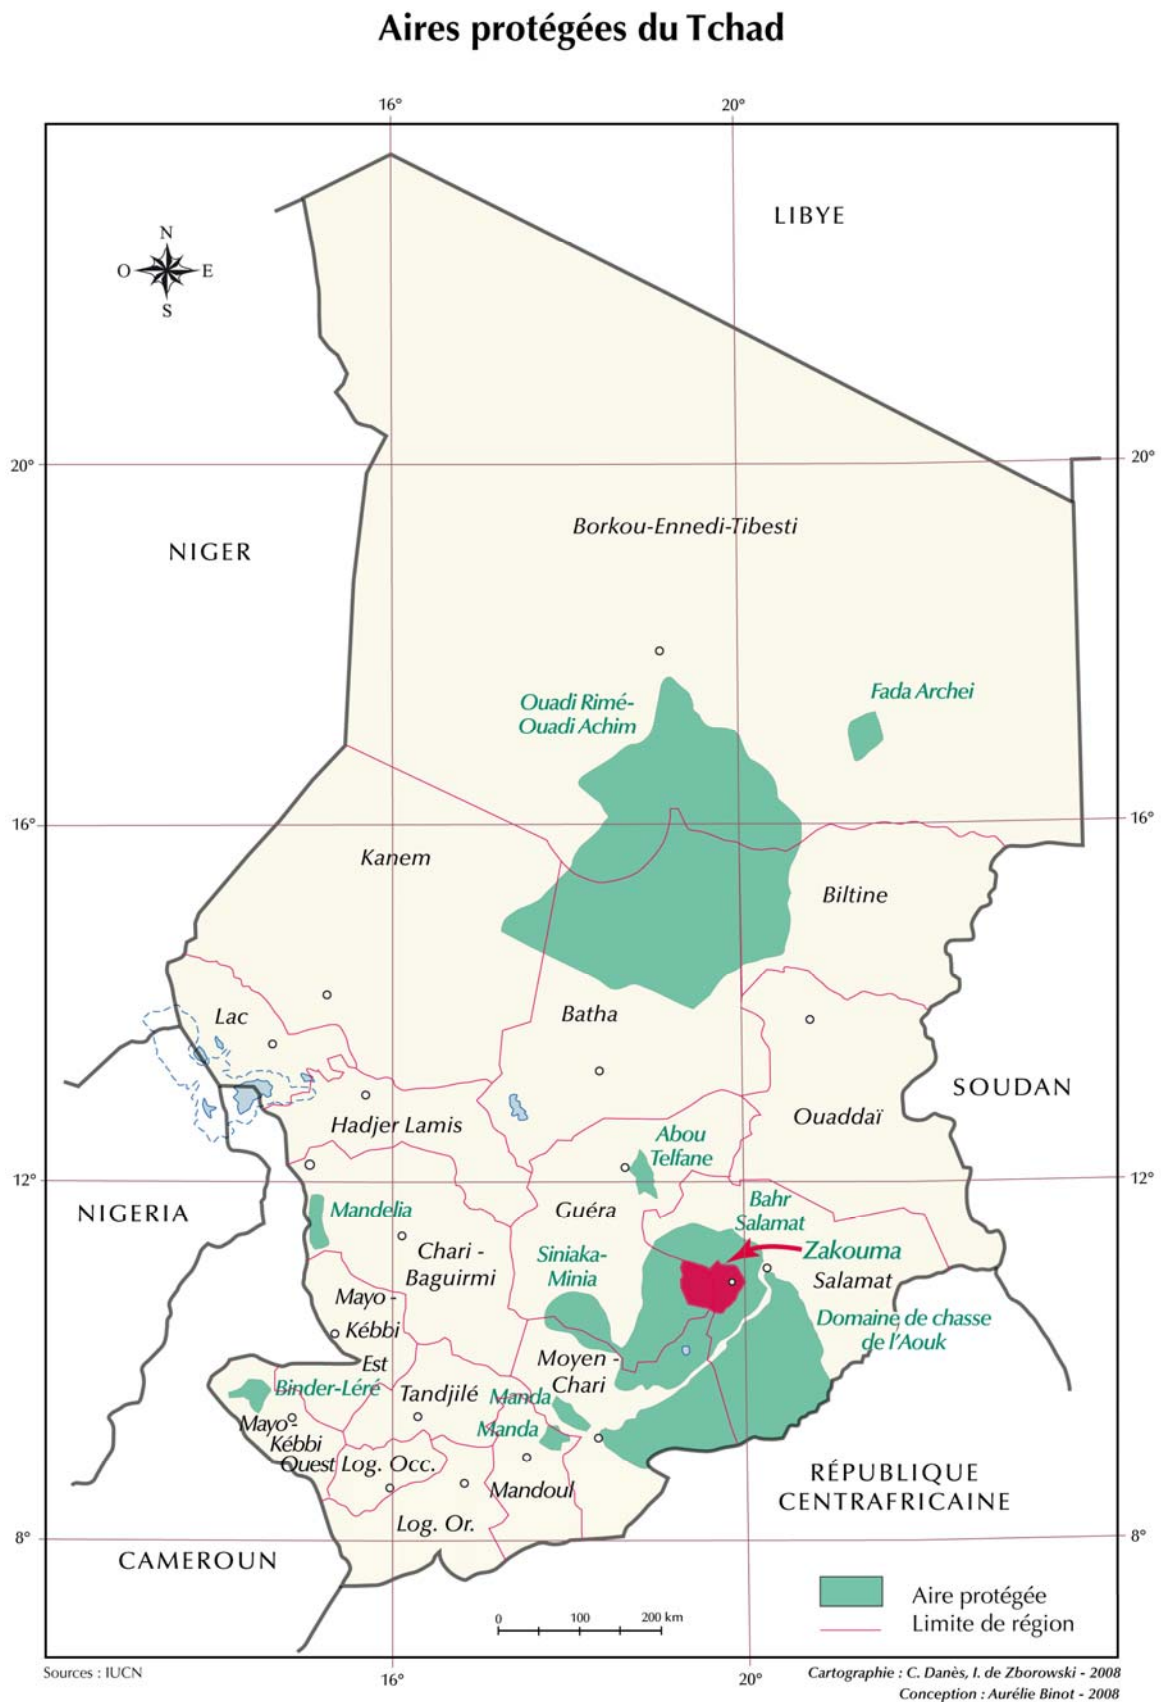 Aires protégées du Tchad
16°
20°
LIBYE
N
O
E
S
20°
20°
Borkou-Ennedi-Tibesti
NIGER
Fada Archei
Ouadi Rimé-
Ouadi Achim
16°
16°
Kanem
Biltine
Batha
Lac
SOUDAN
Ouaddaï
Hadjer Lamis
Abou
Telfane
12°
12°
Bahr
Salamat
Guéra
Mandelia
NIGERIA
Chari -
Baguirmi
Siniaka-
Minia
Zakouma
Salamat
Mayo -
Kébbi
Est
Domaine de chasse
de l'Aouk
Moyen -
Chari
Binder-Léré
Tandjilé
Manda
Manda
Mayo-
Kébbi
Ouest
Log. Occ.
Mandoul
Log. Or.
RÉPUBLIQUE
CENTRAFRICAINE
8°
8°
CAMEROUN
Aire protégée
Limite de région
0
100
200 km
Sources : IUCN
16°
20°
Cartographie : C. Danès, I. de Zborowski - 2008
Conception : Aurélie Binot - 2008